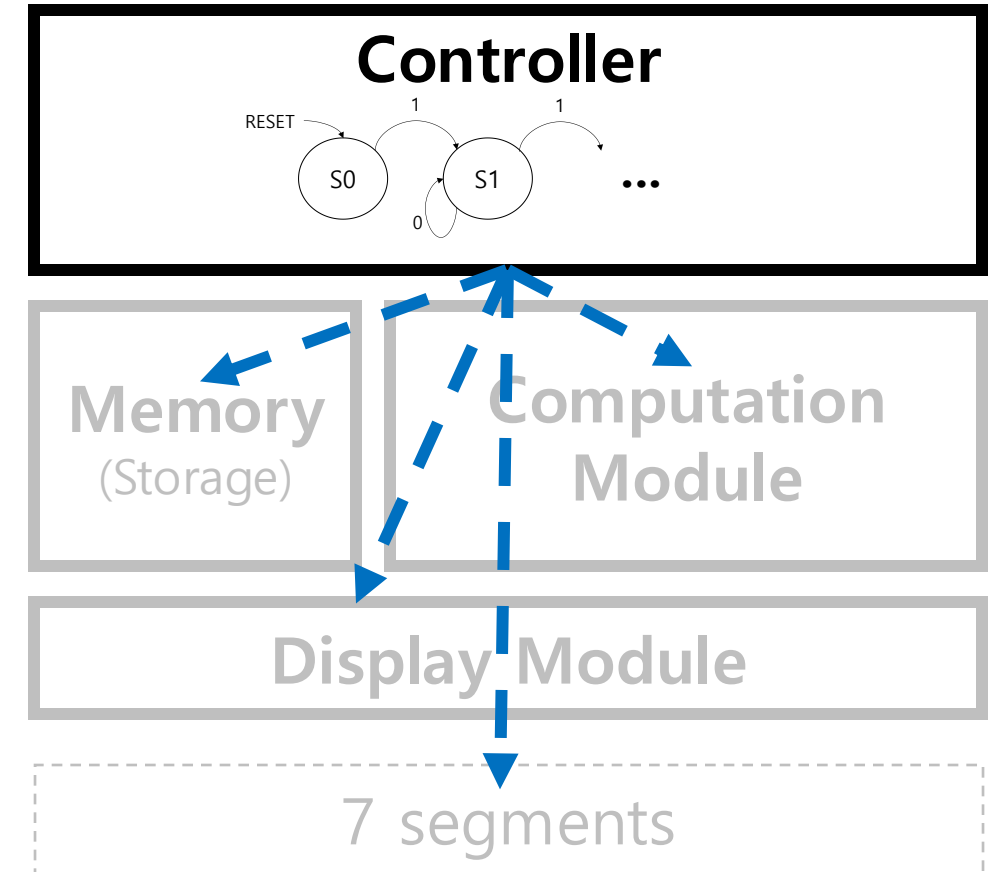 Controller
1
1
RESET
S0
S1
...
0
Memory
(Storage)
Computation
Module
Display Module
7 segments